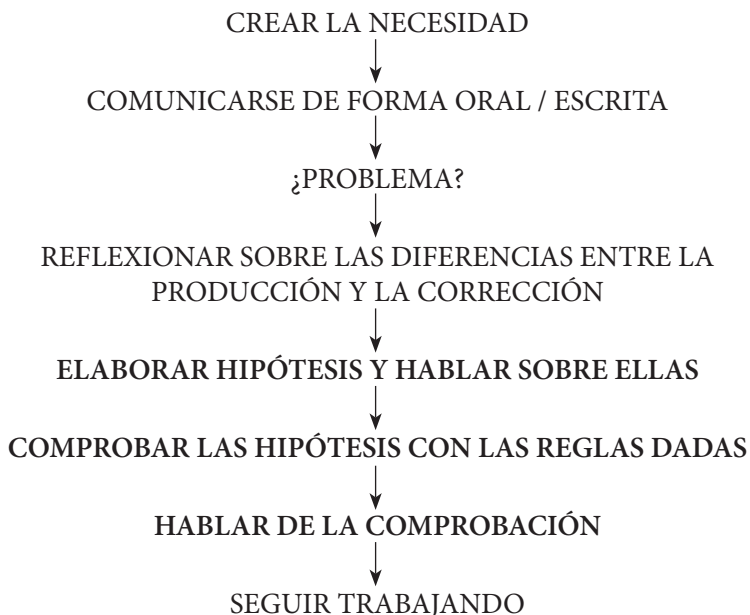 CREAR LA NECESIDAD
COMUNICARSE DE FORMA ORAL / ESCRITA
¿PROBLEMA?
REFLEXIONAR SOBRE LAS DIFERENCIAS ENTRE LA
PRODUCCIÓN Y LA CORRECCIÓN
ELABORAR HIPÓTESIS Y HABLAR SOBRE ELLAS
COMPROBAR LAS HIPÓTESIS CON LAS REGLAS DADAS
HABLAR DE LA COMPROBACIÓN
SEGUIR TRABAJANDO